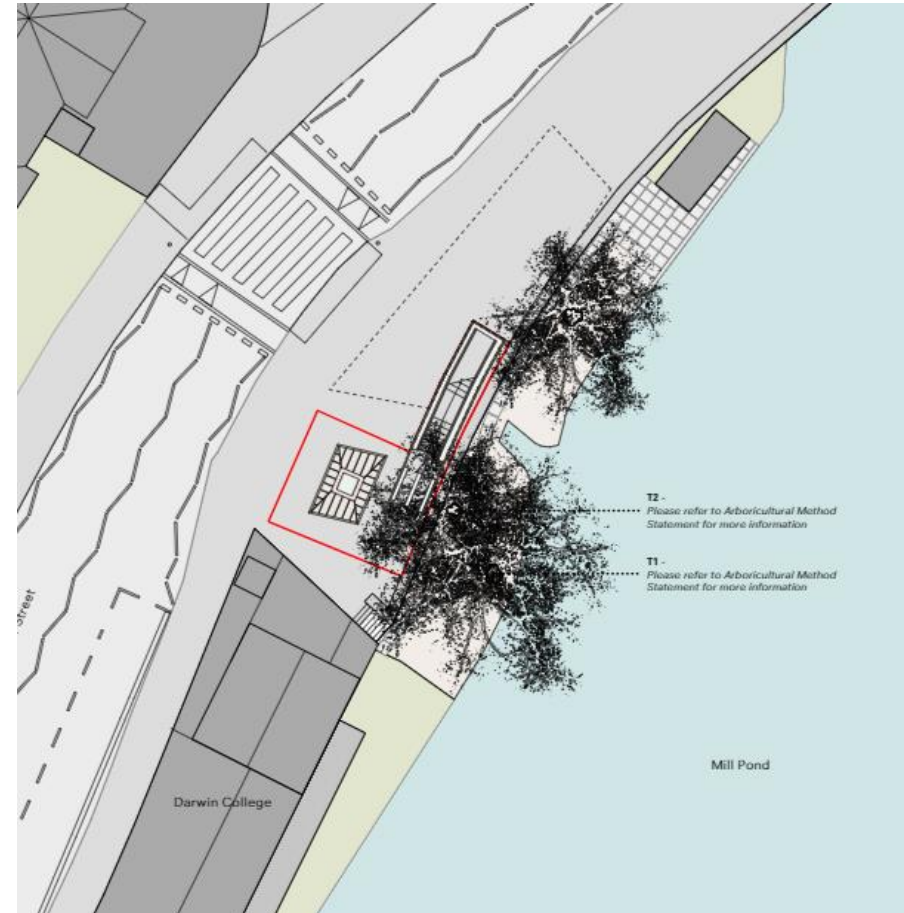 T2 -
Please refer to Arboricultural Method
Statement for more information
T1 -
Please refer to Arboricultural Method
Statement for more information
Street
Mill Pond
Darwin College